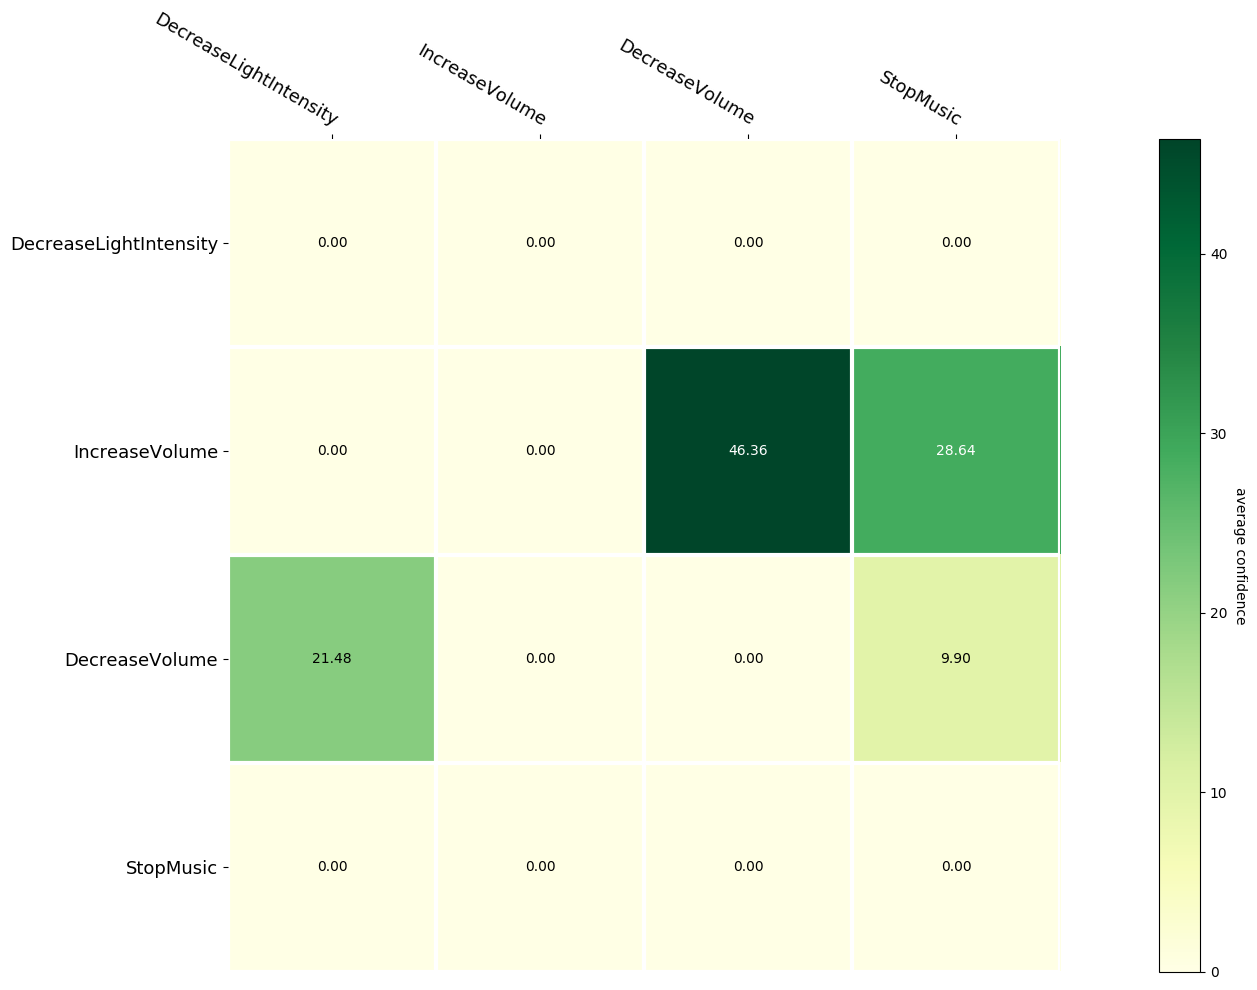 DecreaseLightIntensity
IncreaseVolume
DecreaseVolume
StopMusic
DecreaseLightIntensity 0.00 0.00 0.00 0.00
IncreaseVolume 0.00 0.00 46.36 28.64
DecreaseVolume 21.48 0.00 0.00 9.90
StopMusic 0.00 0.00 0.00 0.00
40
30
20
10
0
average confidence